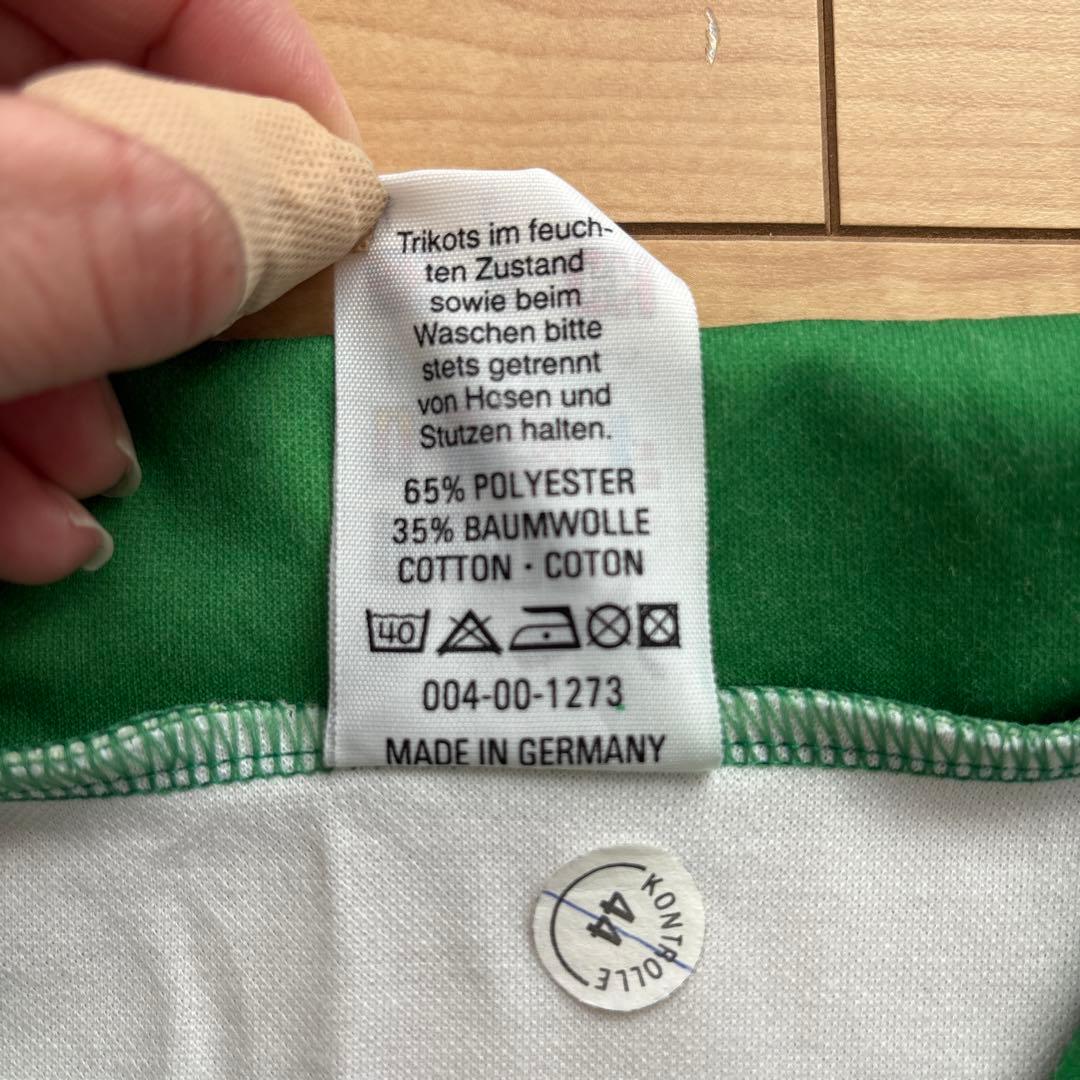 Trikots im feuch-
ten Zustand
sowie beim
Waschen bitte
stets getrennt
von Hosen und
Stutzen halten.
65% POLYESTER
35% BAUMWOLLE
COTTON · COTON
40
004-00-1273
MADE IN GERMANY
KONTROLLE
44